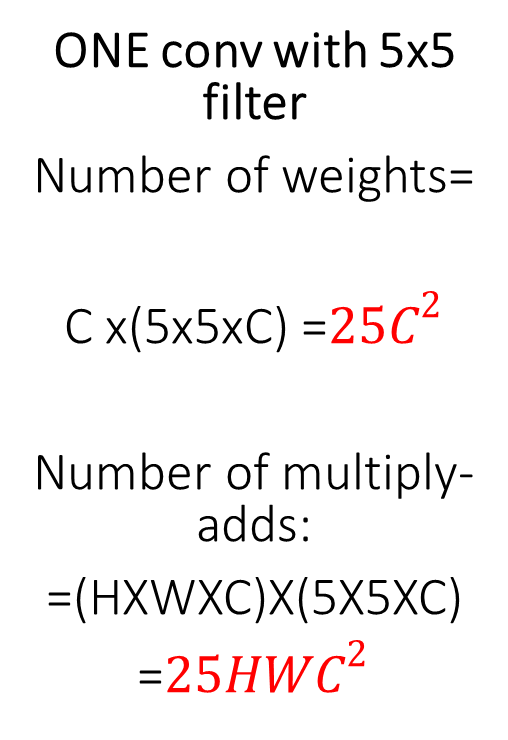 ONE conv with 5x5
filter
Number of weights=
C x(5x5xC) =25C²
Number of multiply-
adds:
=(HXWXC)X(5X5XC)
=25HWC²